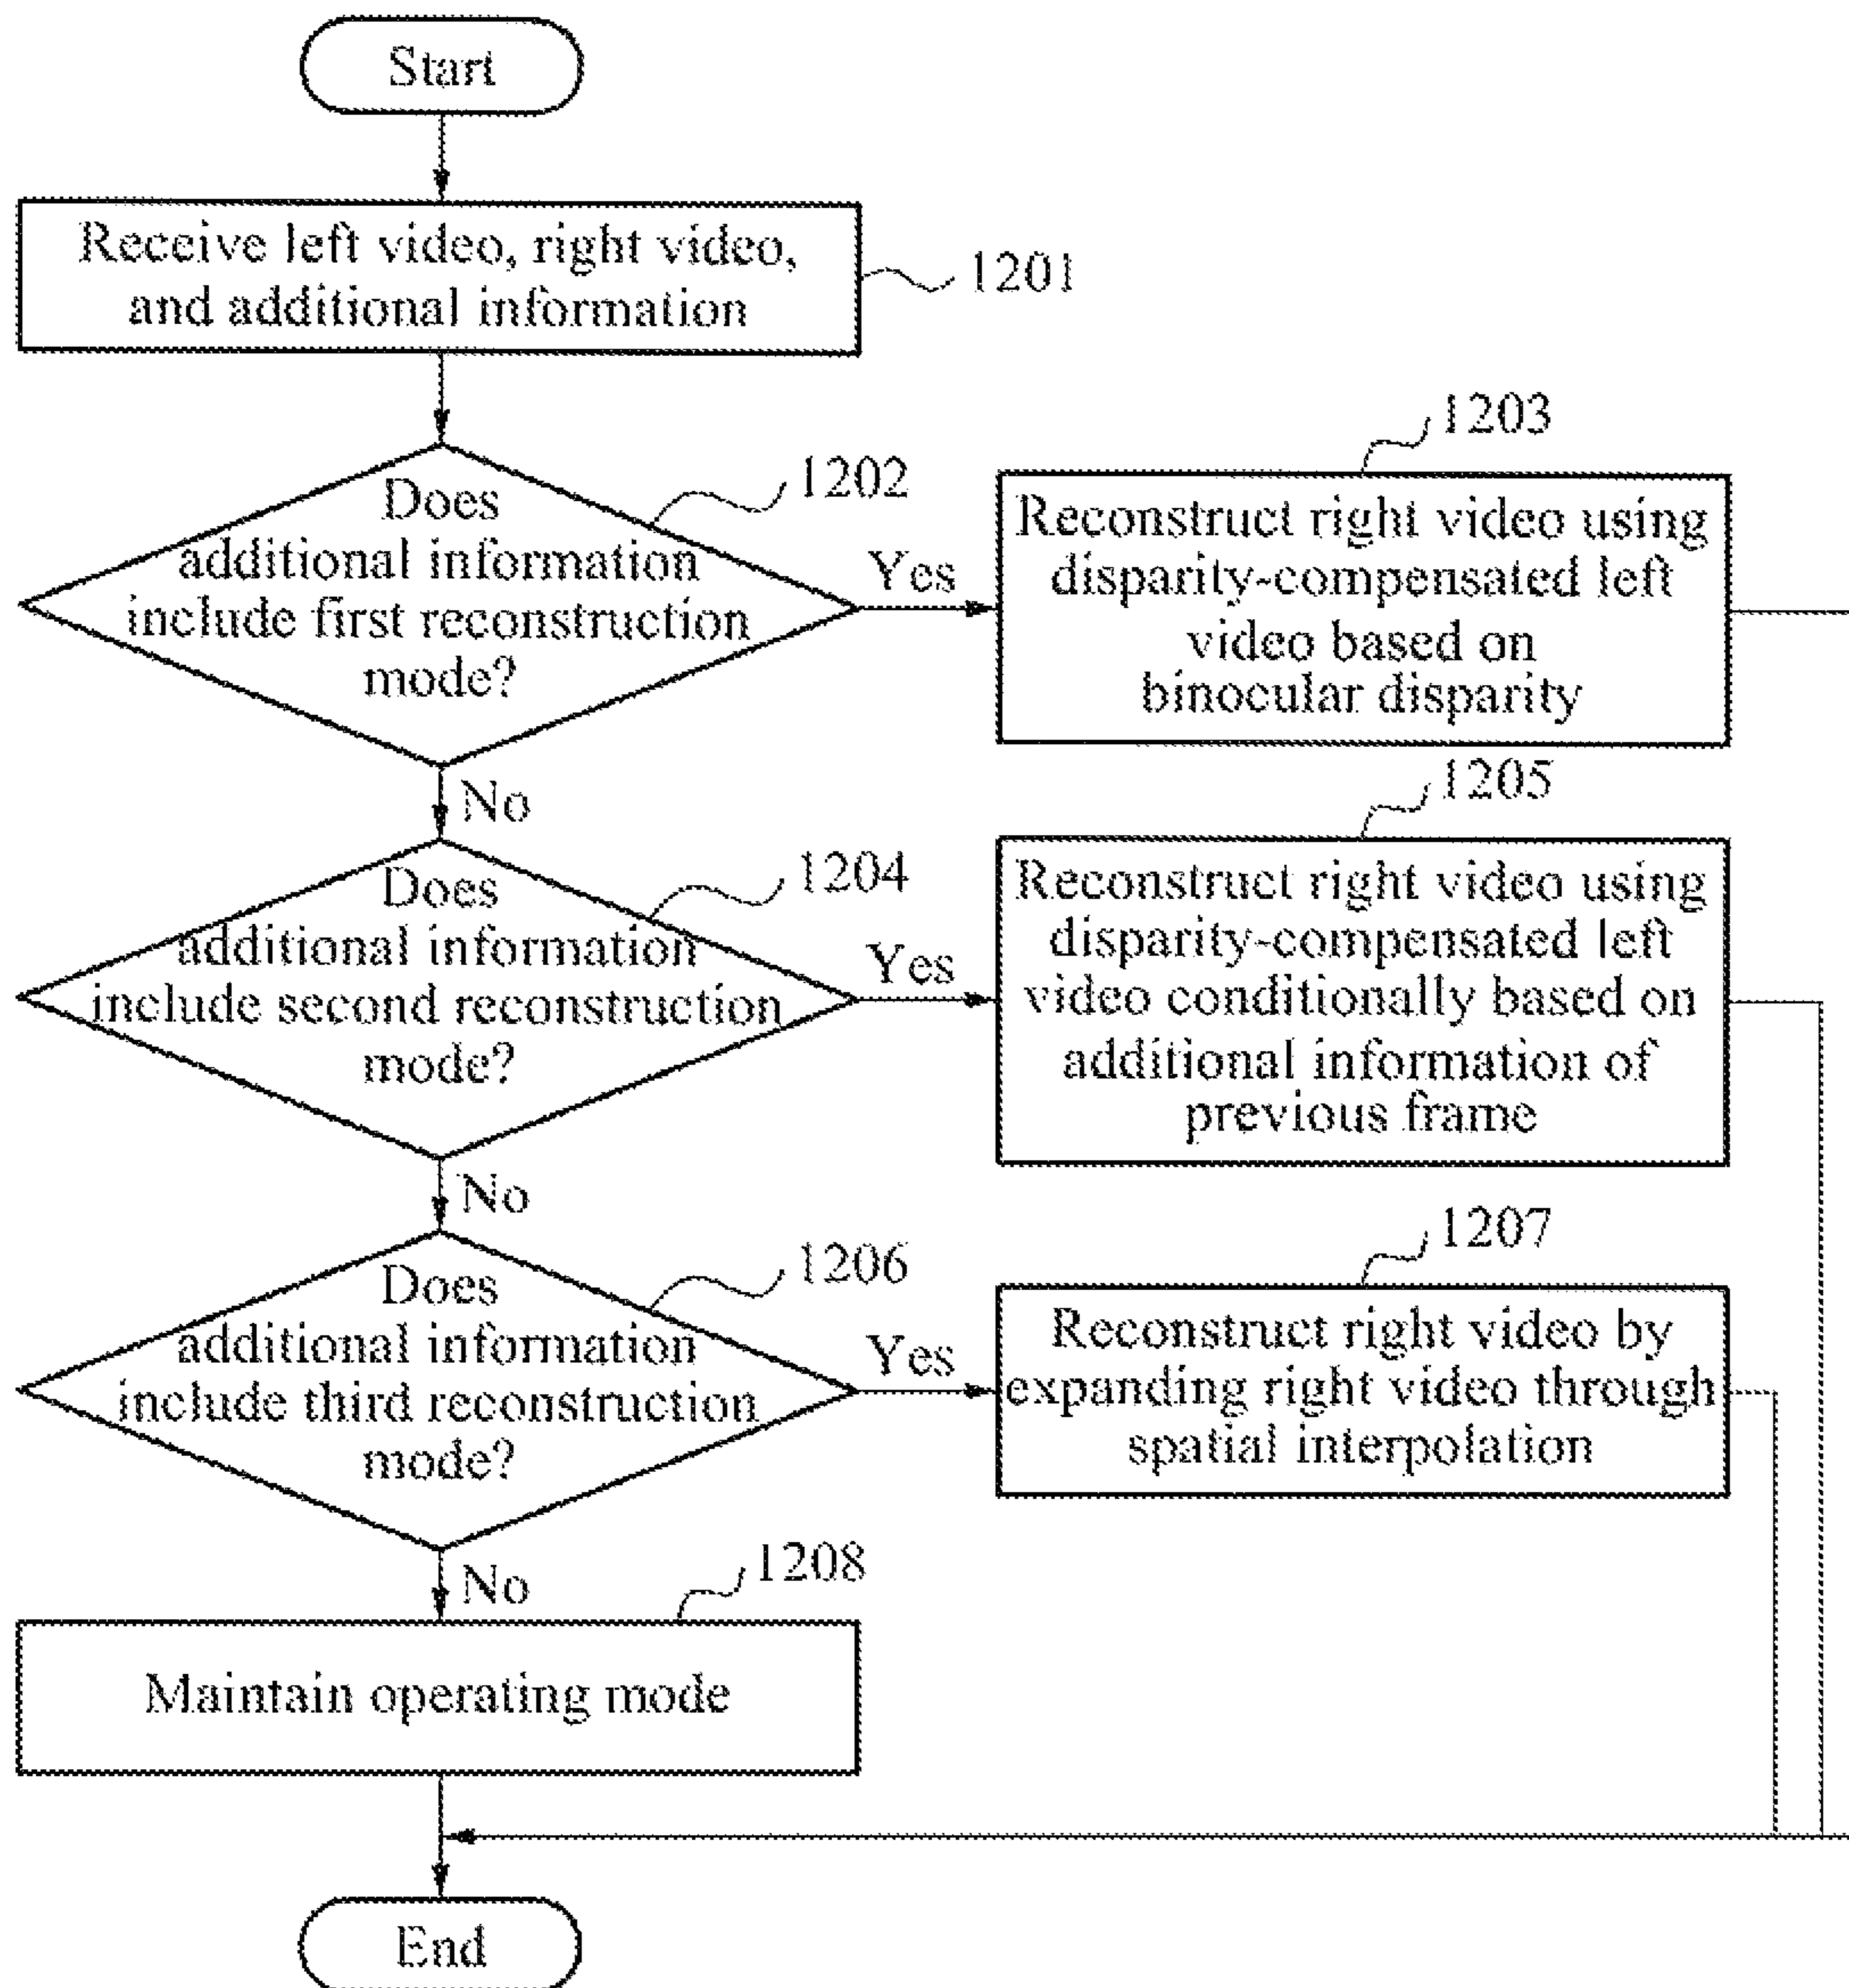 Start
Receive left video, right video,
and additional information
1201
Does
additional information
include first reconstruction
mode?
1202
Yes
1203
Reconstruct right video using
disparity-compensated left
video based on
binocular disparity
No
Does
additional information
include second reconstruction
mode?
1204
Yes
1205
Reconstruct right video using
disparity-compensated left
video conditionally based on
additional information of
previous frame
No
Does
additional information
include third reconstruction
mode?
1206
Yes
1207
Reconstruct right video by
expanding right video through
spatial interpolation
No
1208
Maintain operating mode
End